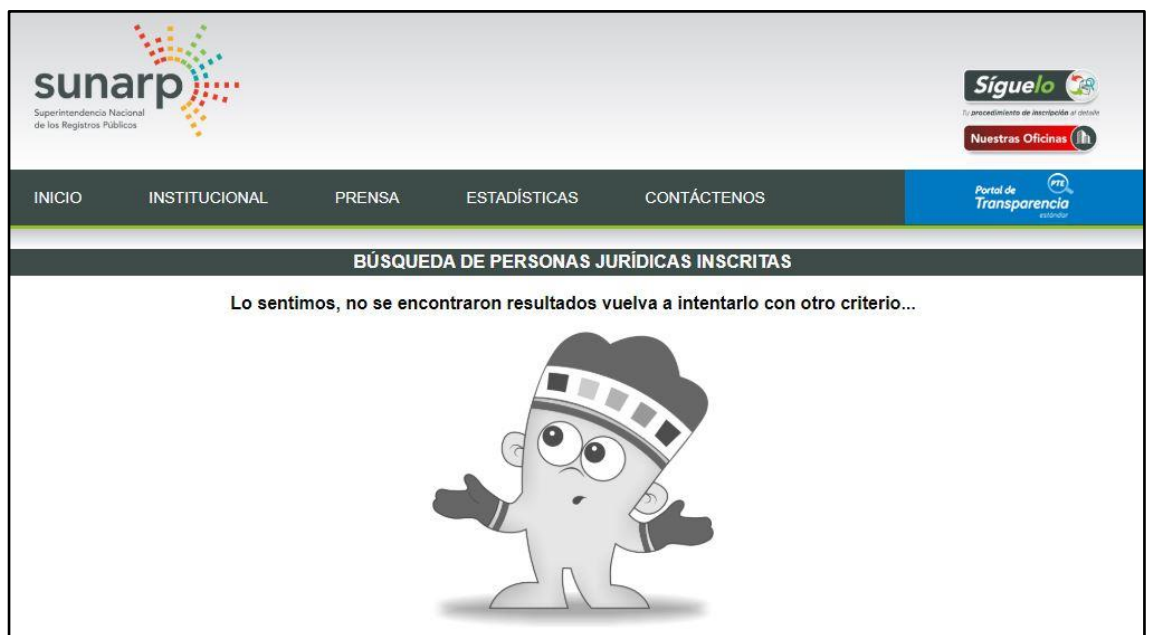 sunarp
Superintendencia Nacional
de los Registros Públicos
Síguelo
Tu procedimiento de inscripción al detalle
Nuestras Oficinas
INICIO INSTITUCIONAL PRENSA ESTADÍSTICAS CONTÁCTENOS
PTE
Portal de
Transparencia
estándar
BÚSQUEDA DE PERSONAS JURÍDICAS INSCRITAS
Lo sentimos, no se encontraron resultados vuelva a intentarlo con otro criterio...